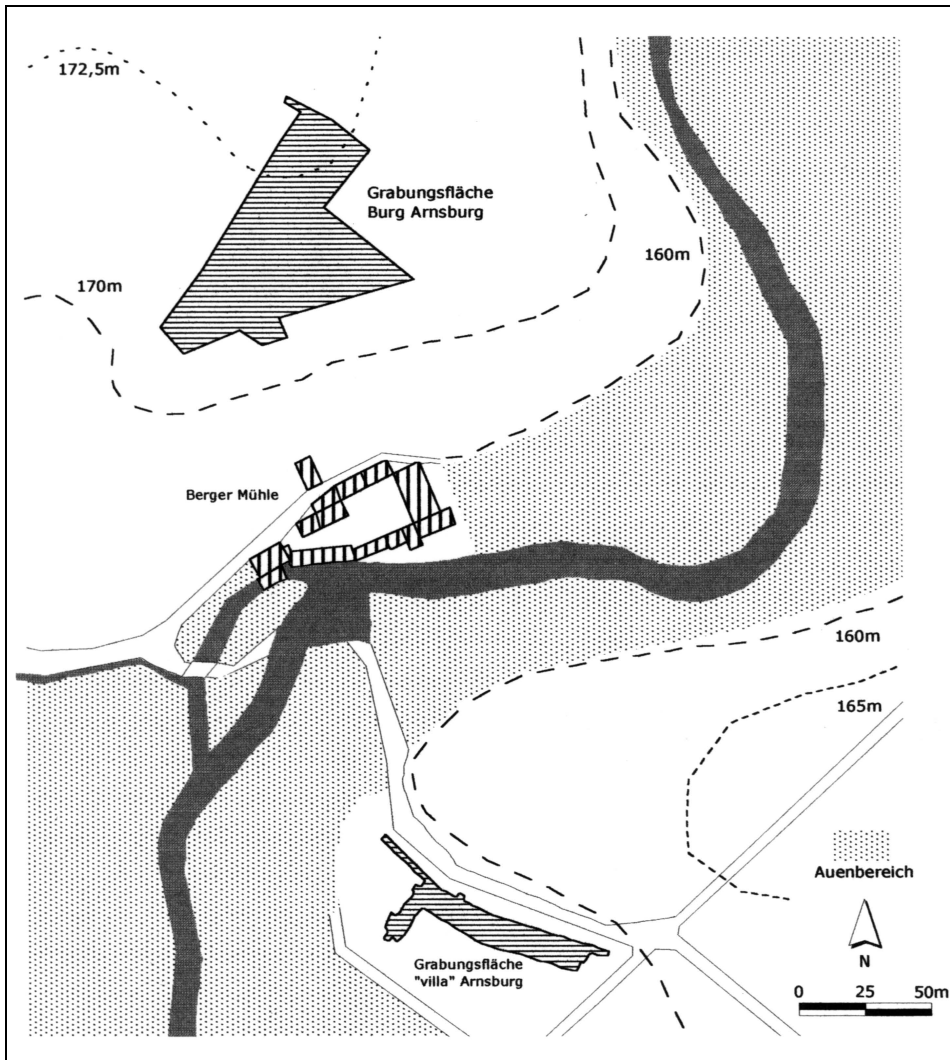 172,5m
Grabungsfläche
Burg Arnsburg
160m
170m
Berger Mühle
160m
165m
Auenbereich
N
Grabungsfläche
"villa" Arnsburg
0 25 50m